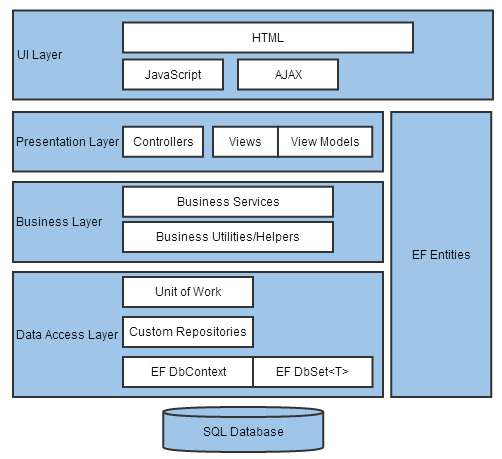 HTML
UI Layer
JavaScript
AJAX
Presentation Layer
Controllers
Views
View Models
Business Services
Business Layer
Business Utilities/Helpers
EF Entities
Unit of Work
Data Access Layer
Custom Repositories
EF DbContext
EF DbSet<T>
SQL Database